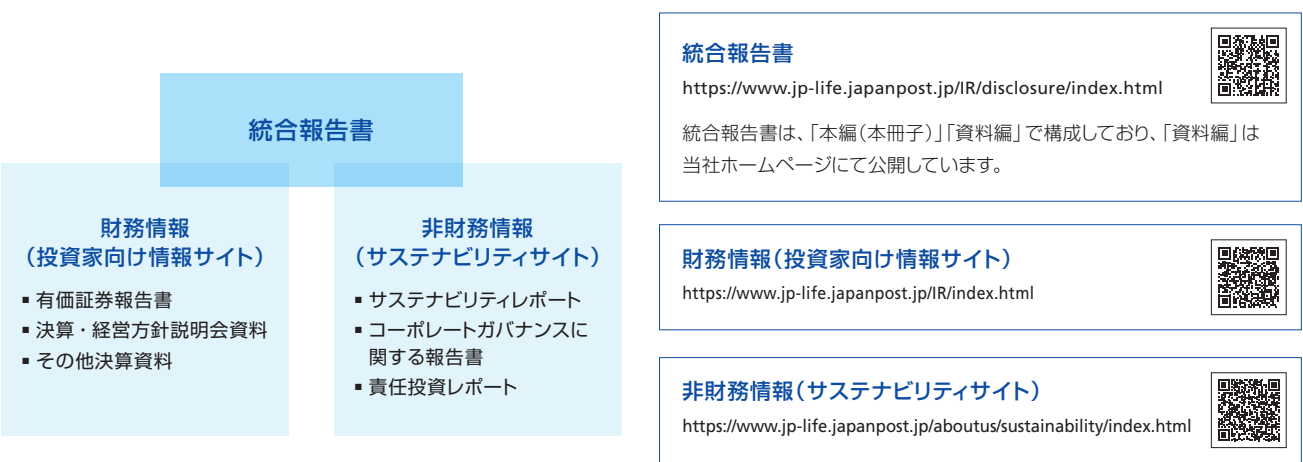 統合報告書
財務情報
（投資家向け情報サイト）
▪ 有価証券報告書
▪ 決算・経営方針説明会資料
▪ その他決算資料
非財務情報
（サステナビリティサイト）
▪ サステナビリティレポート
▪ コーポレートガバナンスに
関する報告書
▪ 責任投資レポート
統合報告書
https://www.jp-life.japanpost.jp/IR/disclosure/index.html
統合報告書は、「本編（本冊子）」「資料編」で構成しており、「資料編」は
当社ホームページにて公開しています。
財務情報（投資家向け情報サイト）
https://www.jp-life.japanpost.jp/IR/index.html
非財務情報（サステナビリティサイト）
https://www.jp-life.japanpost.jp/aboutus/sustainability/index.html